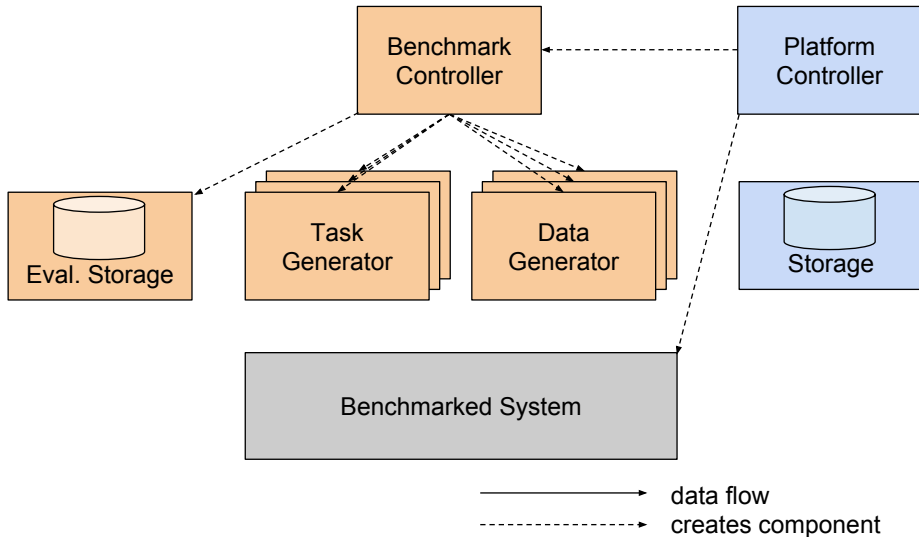 Benchmark
Controller
Platform
Controller
Eval. Storage
Task
Generator
Data
Generator
Storage
Benchmarked System
data flow
creates component